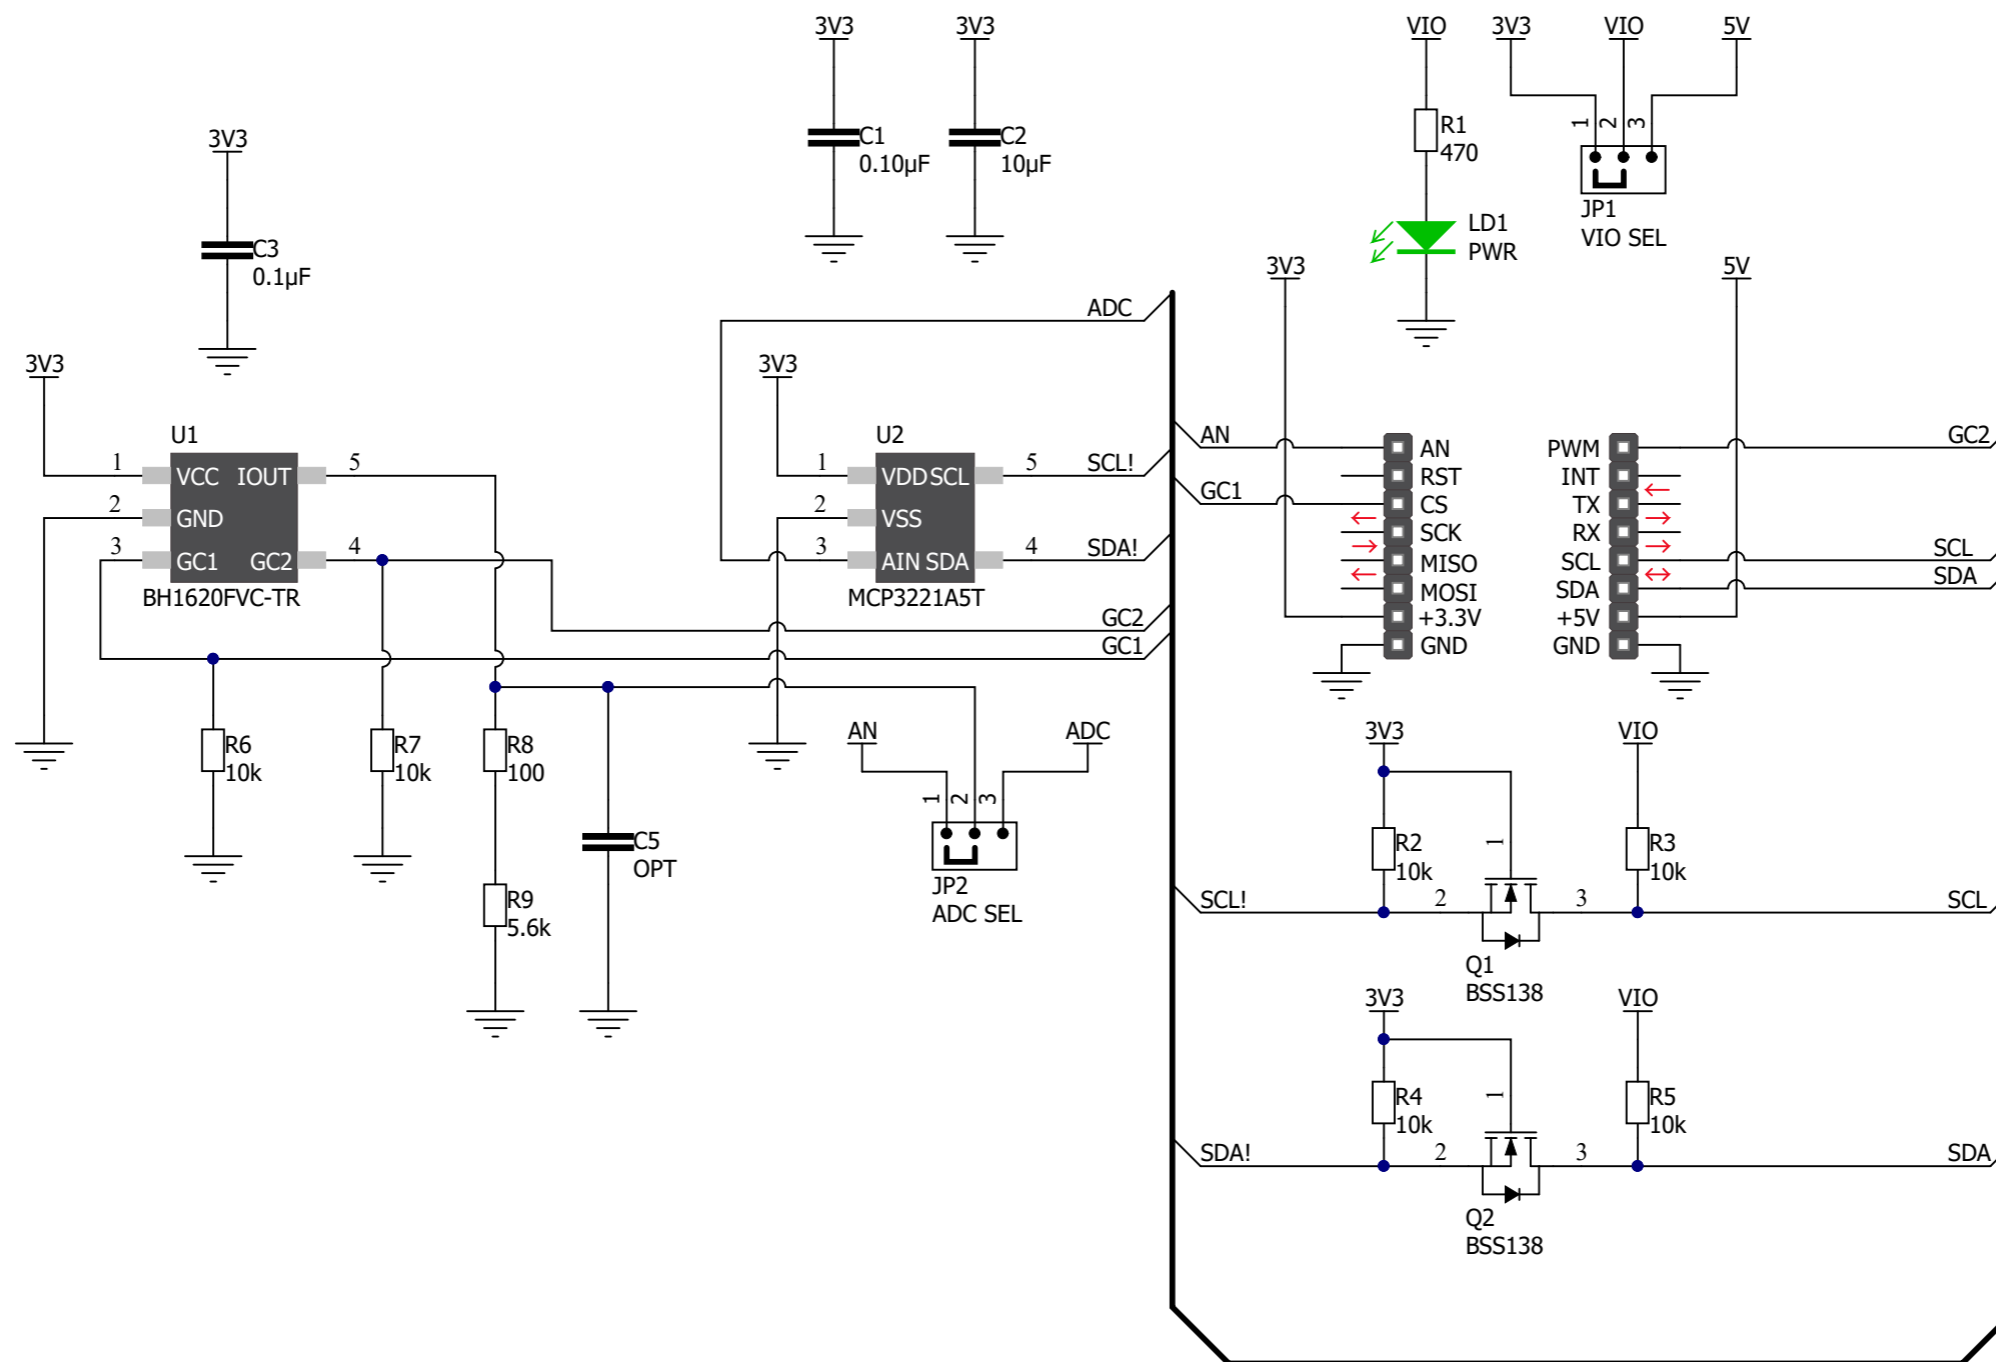 3V3
3V3
VIO
3V3
VIO
5V
C1
0.10µF
C2
10µF
R1
470
1
2
3
JP1
VIO SEL
3V3
C3
0.1µF
LD1
PWR
3V3
5V
ADC
3V3
U1
1
VCC
IOUT
5
2
GND
3
GC1
GC2
4
BH1620FVC-TR
3V3
U2
1
VDD
SCL
5
SCL!
2
VSS
3
AIN
SDA
4
SDA!
MCP3221A5T
GC2
GC1
AN
GC1
AN
RST
CS
SCK
MISO
MOSI
+3.3V
GND
PWM
INT
TX
RX
SCL
SDA
+5V
GND
GC2
SCL
SDA
R6
10k
R7
10k
R8
100
R9
5.6k
C5
OPT
AN
ADC
1
2
3
JP2
ADC SEL
3V3
VIO
R2
10k
1
R3
10k
SCL!
2
3
SCL
Q1
BSS138
3V3
VIO
R4
10k
1
R5
10k
SDA!
2
3
SDA
Q2
BSS138